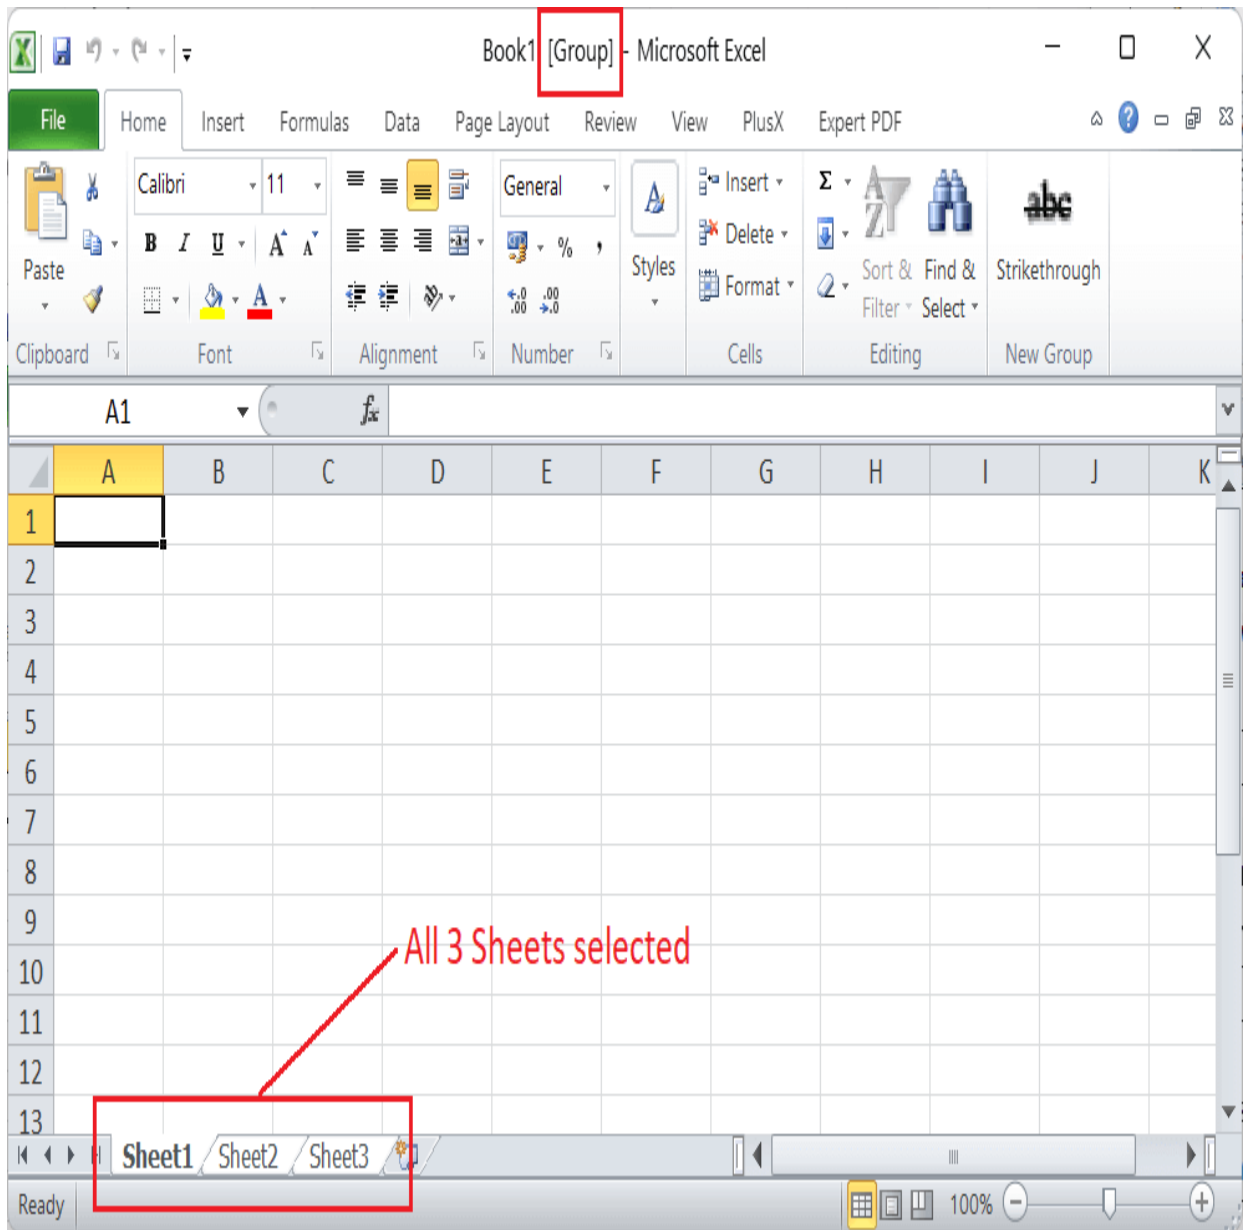 Book1 [Group] - Microsoft Excel
File Home Insert Formulas Data Page Layout Review View PlusX Expert PDF
Calibri 11 General Insert Σ abc
B I U A A % , Delete
Paste Styles Sort & Find & Strikethrough
A .00 .00 Format Filter Select
Clipboard Font Alignment Number Cells Editing New Group
A1 fx
A B C D E F G H I J K
1
2
3
4
5
6
7
8
9
All 3 Sheets selected
10
11
12
13
Sheet1 Sheet2 Sheet3
Ready 100%